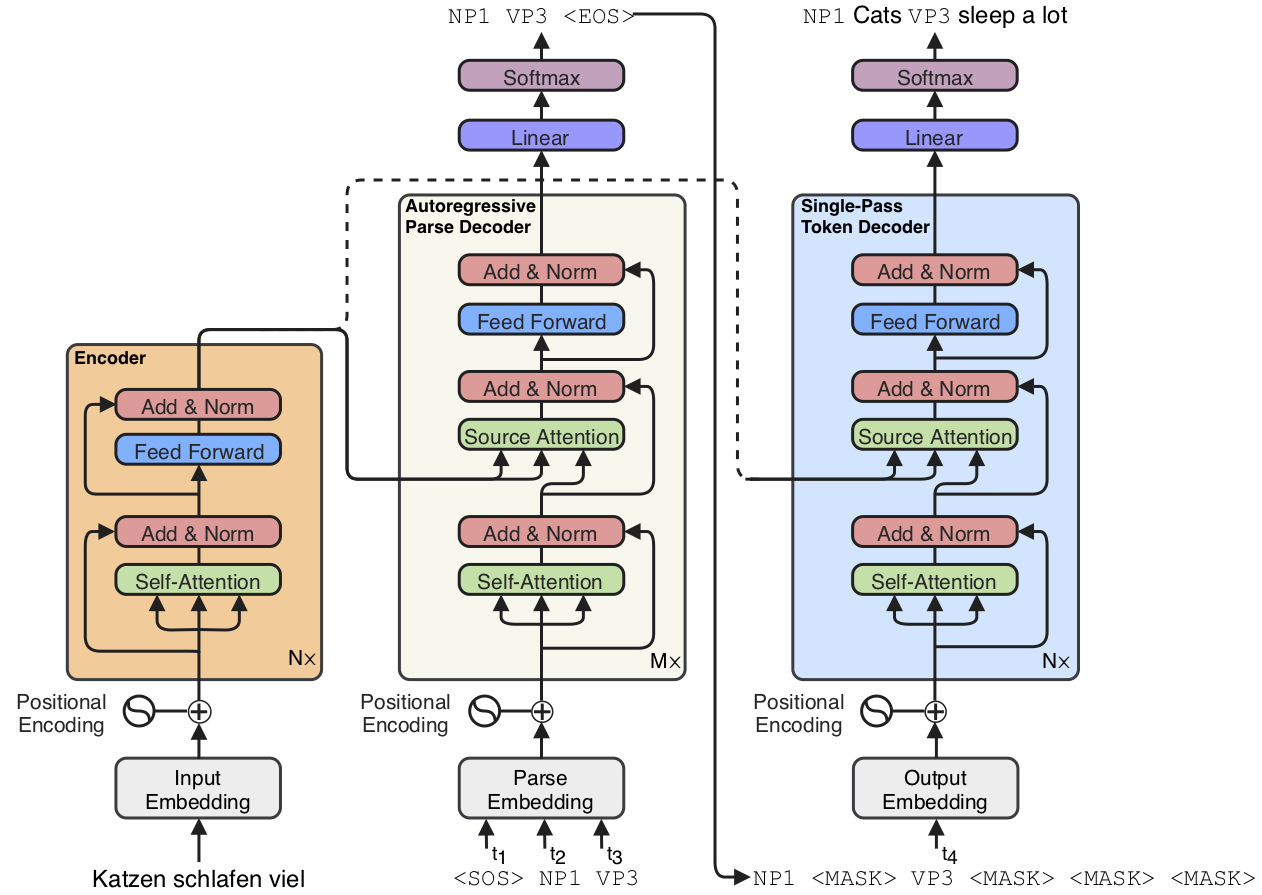 NP1 VP3 <EOS>
Softmax
Linear
Autoregressive
Parse Decoder
Add & Norm
Feed Forward
Add & Norm
Source Attention
Add & Norm
Self-Attention
M×
Positional
Encoding
Parse
Embedding
t1 t2 t3
<SOS> NP1 VP3
NP1 Cats VP3 sleep a lot
Softmax
Linear
Single-Pass
Token Decoder
Add & Norm
Feed Forward
Add & Norm
Source Attention
Add & Norm
Self-Attention
N×
Positional
Encoding
Output
Embedding
t4
NP1 <MASK> VP3 <MASK> <MASK> <MASK>
Encoder
Add & Norm
Feed Forward
Add & Norm
Self-Attention
N×
Positional
Encoding
Input
Embedding
Katzen schlafen viel